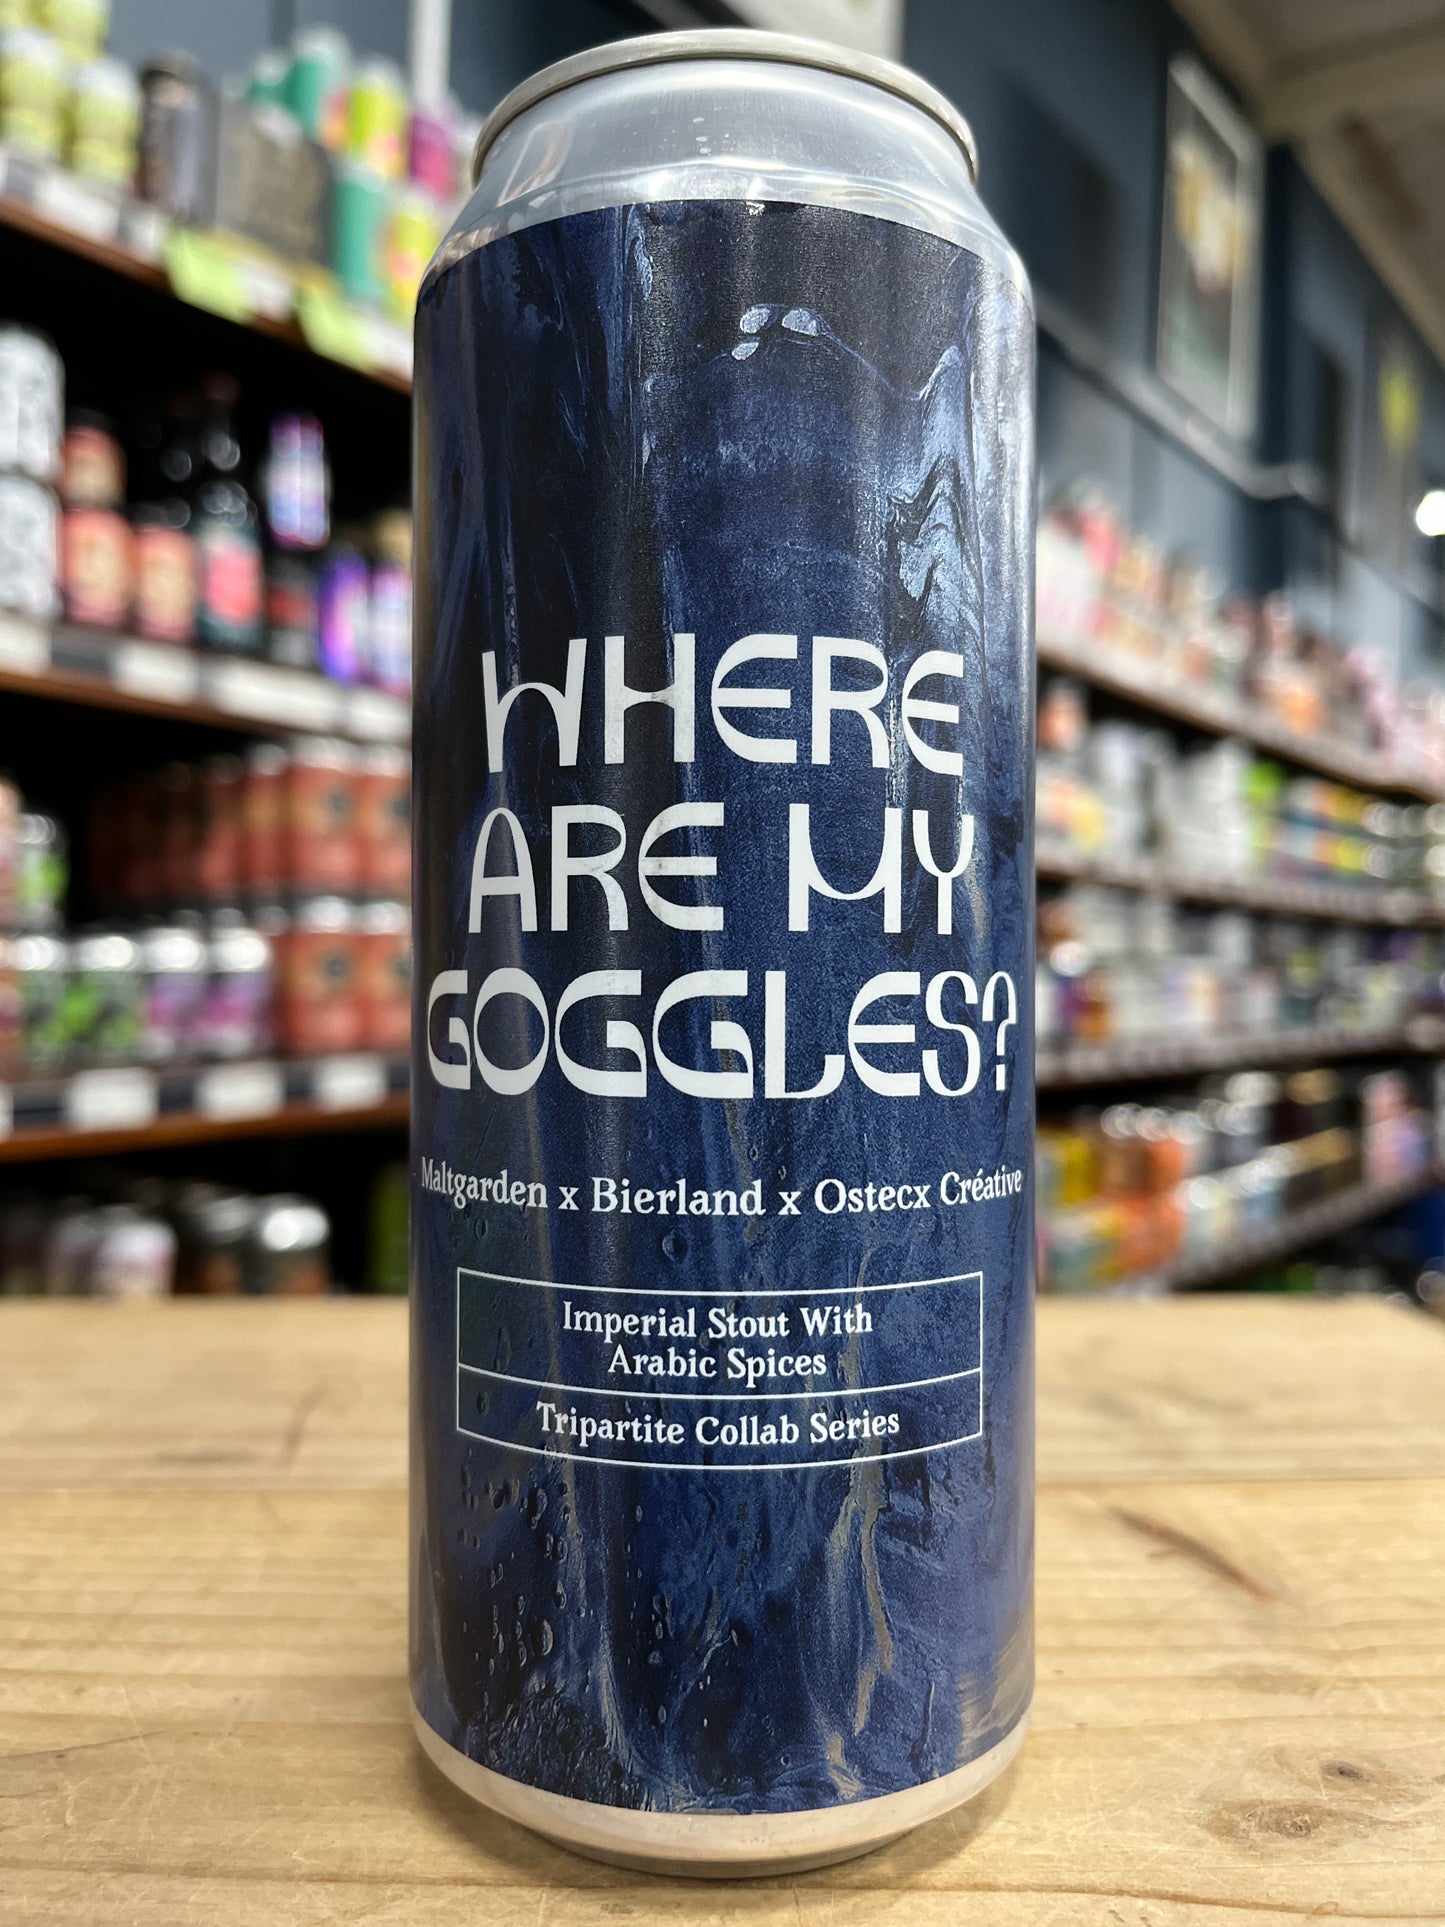 WHERE
ARE MY
GOGGLES?
Maltgarden x Bierland x Ostecx Créative
Imperial Stout With
Arabic Spices
Tripartite Collab Series